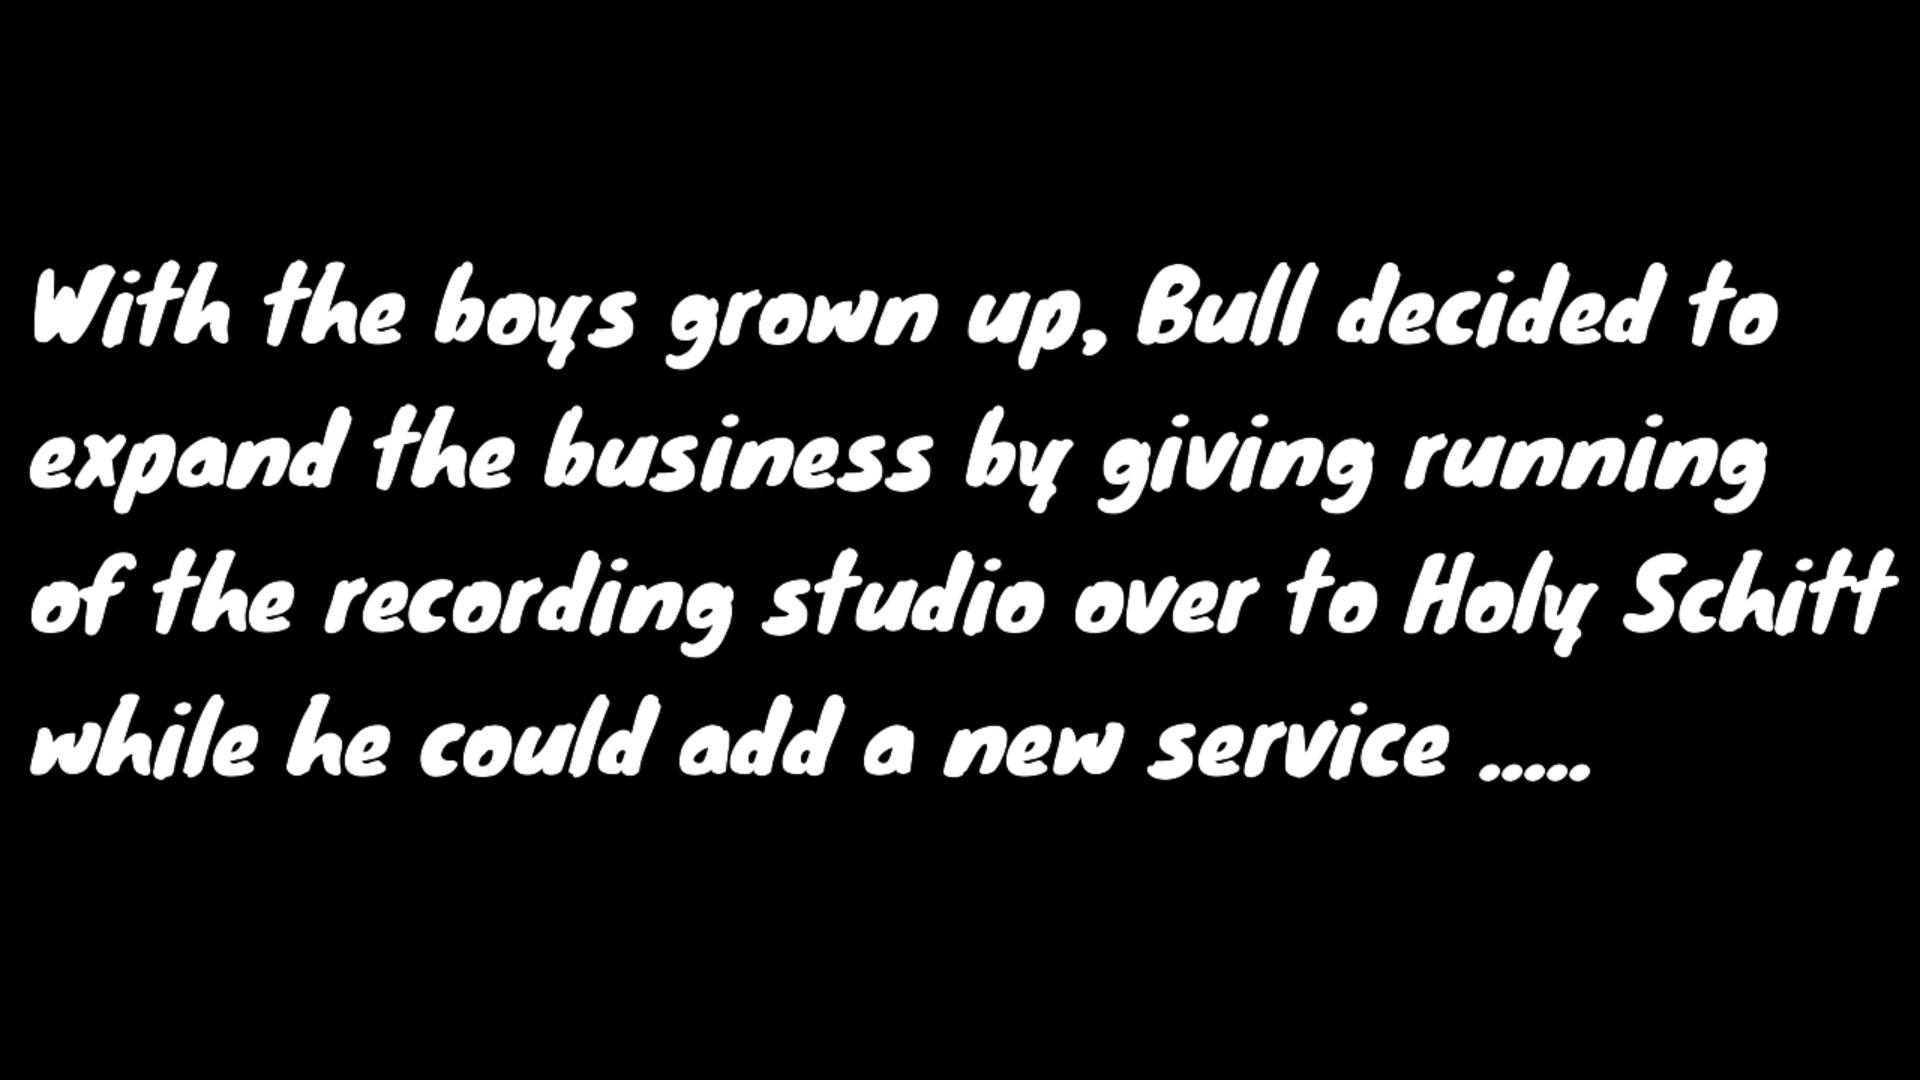 With the boys grown up, Bull decided to
expand the business by giving running
of the recording studio over to Holy Schitt
while he could add a new service .....